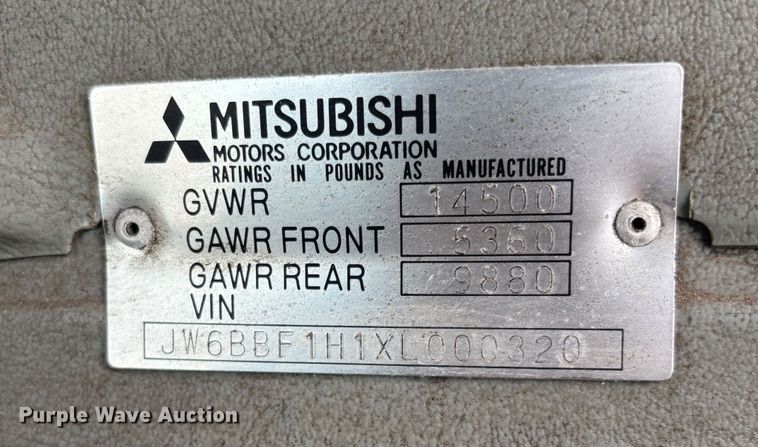 MITSUBISHI
MOTORS CORPORATION
RATINGS IN POUNDS AS MANUFACTURED
GVWR 14500
GAWR FRONT 5360
GAWR REAR 9880
VIN
JW6BBF1H1XL000320
Purple Wave Auction